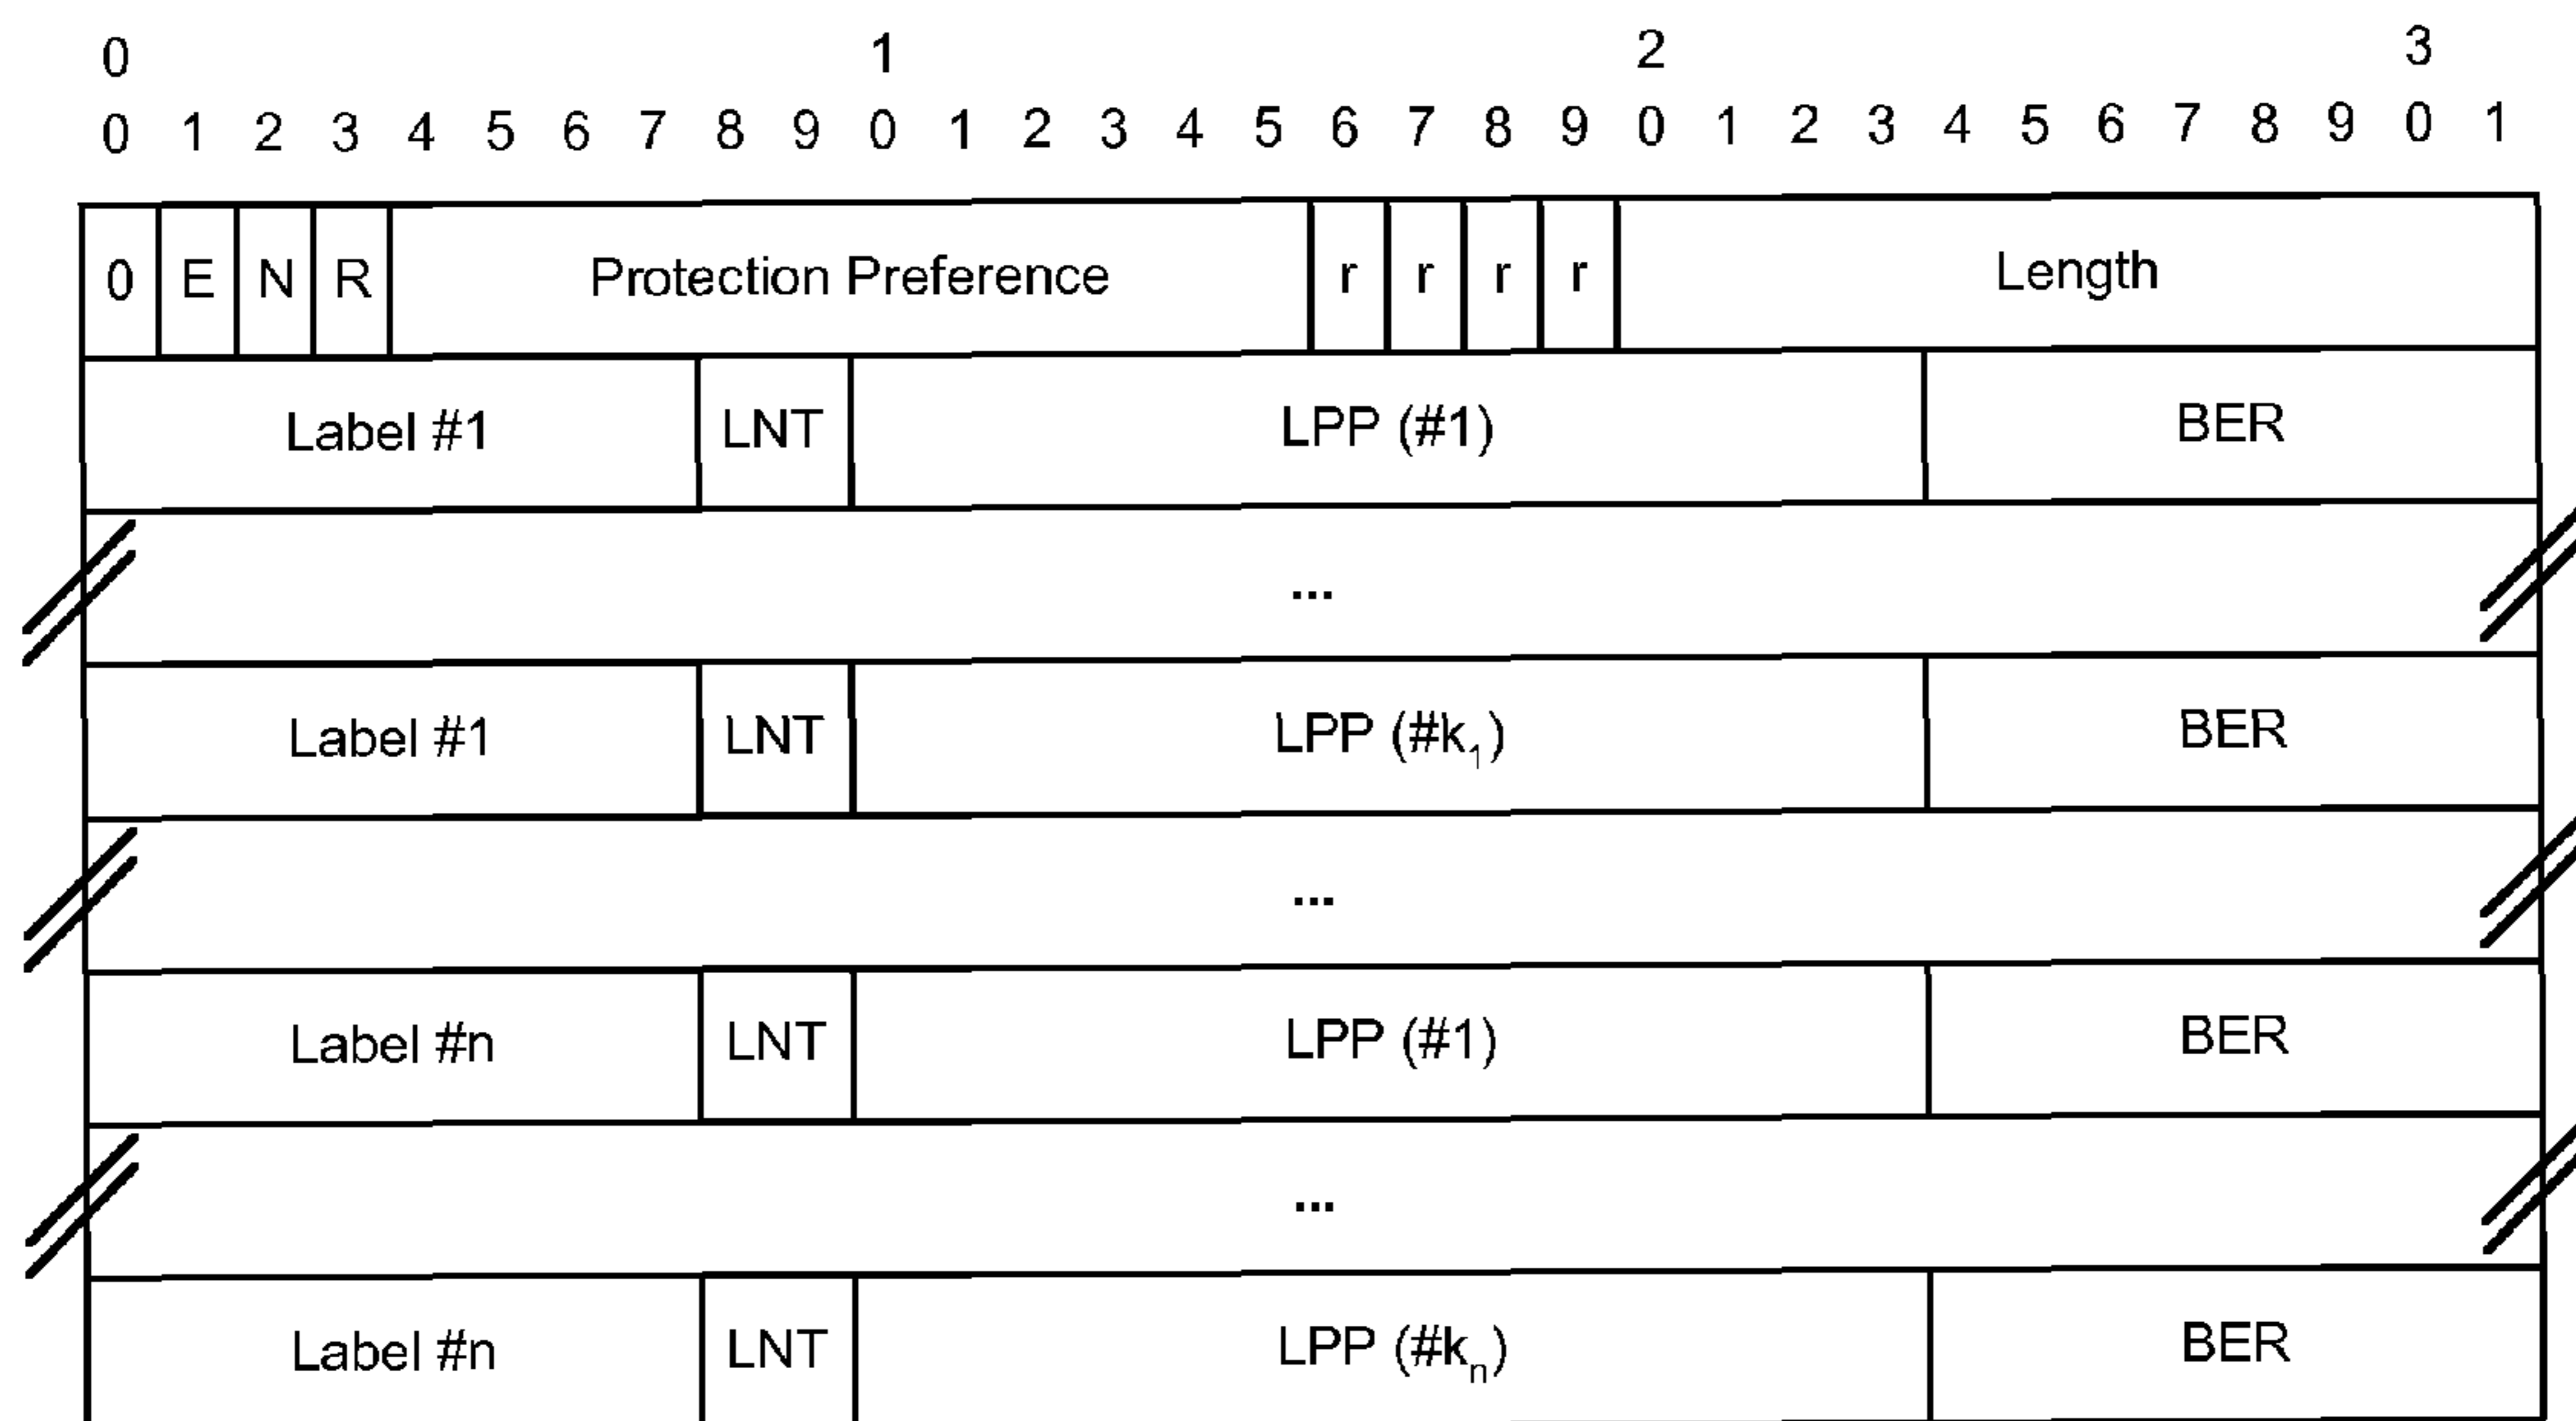 0 1 2 3
0 1 2 3 4 5 6 7 8 9 0 1 2 3 4 5 6 7 8 9 0 1 2 3 4 5 6 7 8 9 0 1
0 E N R Protection Preference r r r r Length
Label #1 LNT LPP (#1) BER
...
Label #1 LNT LPP (#k₁) BER
...
Label #n LNT LPP (#1) BER
...
Label #n LNT LPP (#kₙ) BER